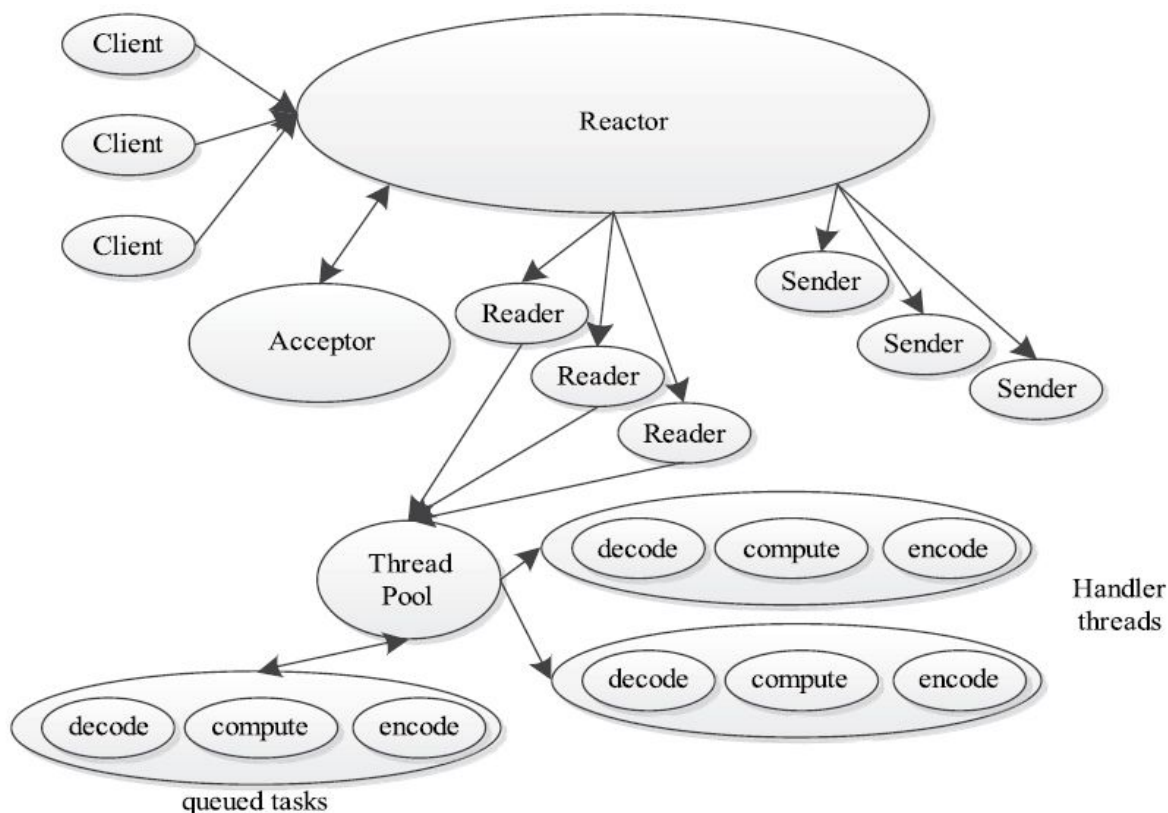 Client
Reactor
Client
Client
Sender
Reader
Acceptor
Sender
Reader
Sender
Reader
decode compute encode
Thread
Pool
Handler
threads
decode compute encode
decode compute encode
queued tasks